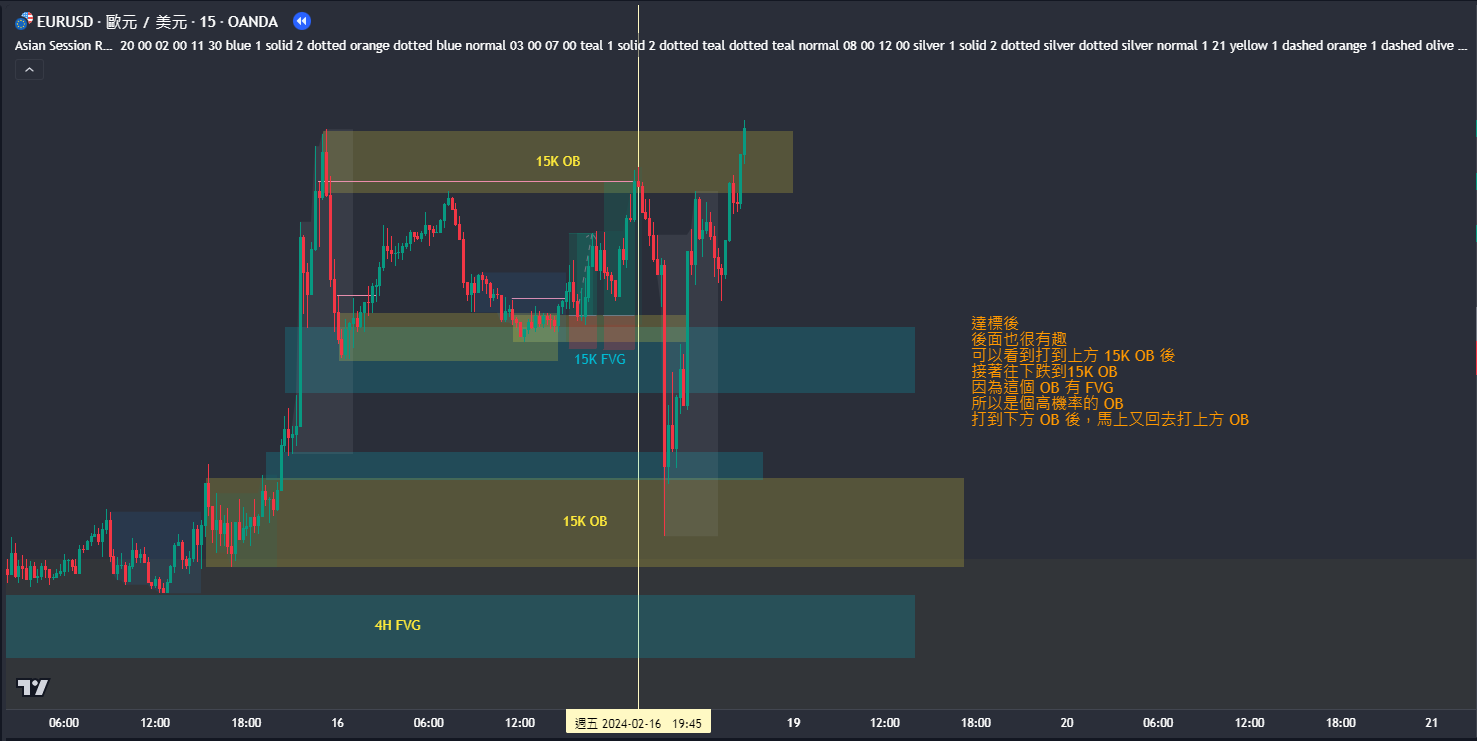 EURUSD · 歐元 / 美元 · 15 · OANDA
Asian Session R... 20 00 02 00 11 30 blue 1 solid 2 dotted orange dotted blue normal 03 00 07 00 teal 1 solid 2 dotted teal dotted teal normal 08 00 12 00 silver 1 solid 2 dotted silver dotted silver normal 1 21 yellow 1 dashed orange 1 dashed olive ...
15K OB
達標後
後面也很有趣
可以看到打到上方 15K OB 後
15K FVG
接著往下跌到15K OB
因為這個 OB 有 FVG
所以是個高機率的 OB
打到下方 OB 後，馬上又回去打上方 OB
15K OB
4H FVG
06:00 12:00 18:00 16 06:00 12:00 週五 2024-02-16 19:45 19 12:00 18:00 20 06:00 12:00 18:00 21